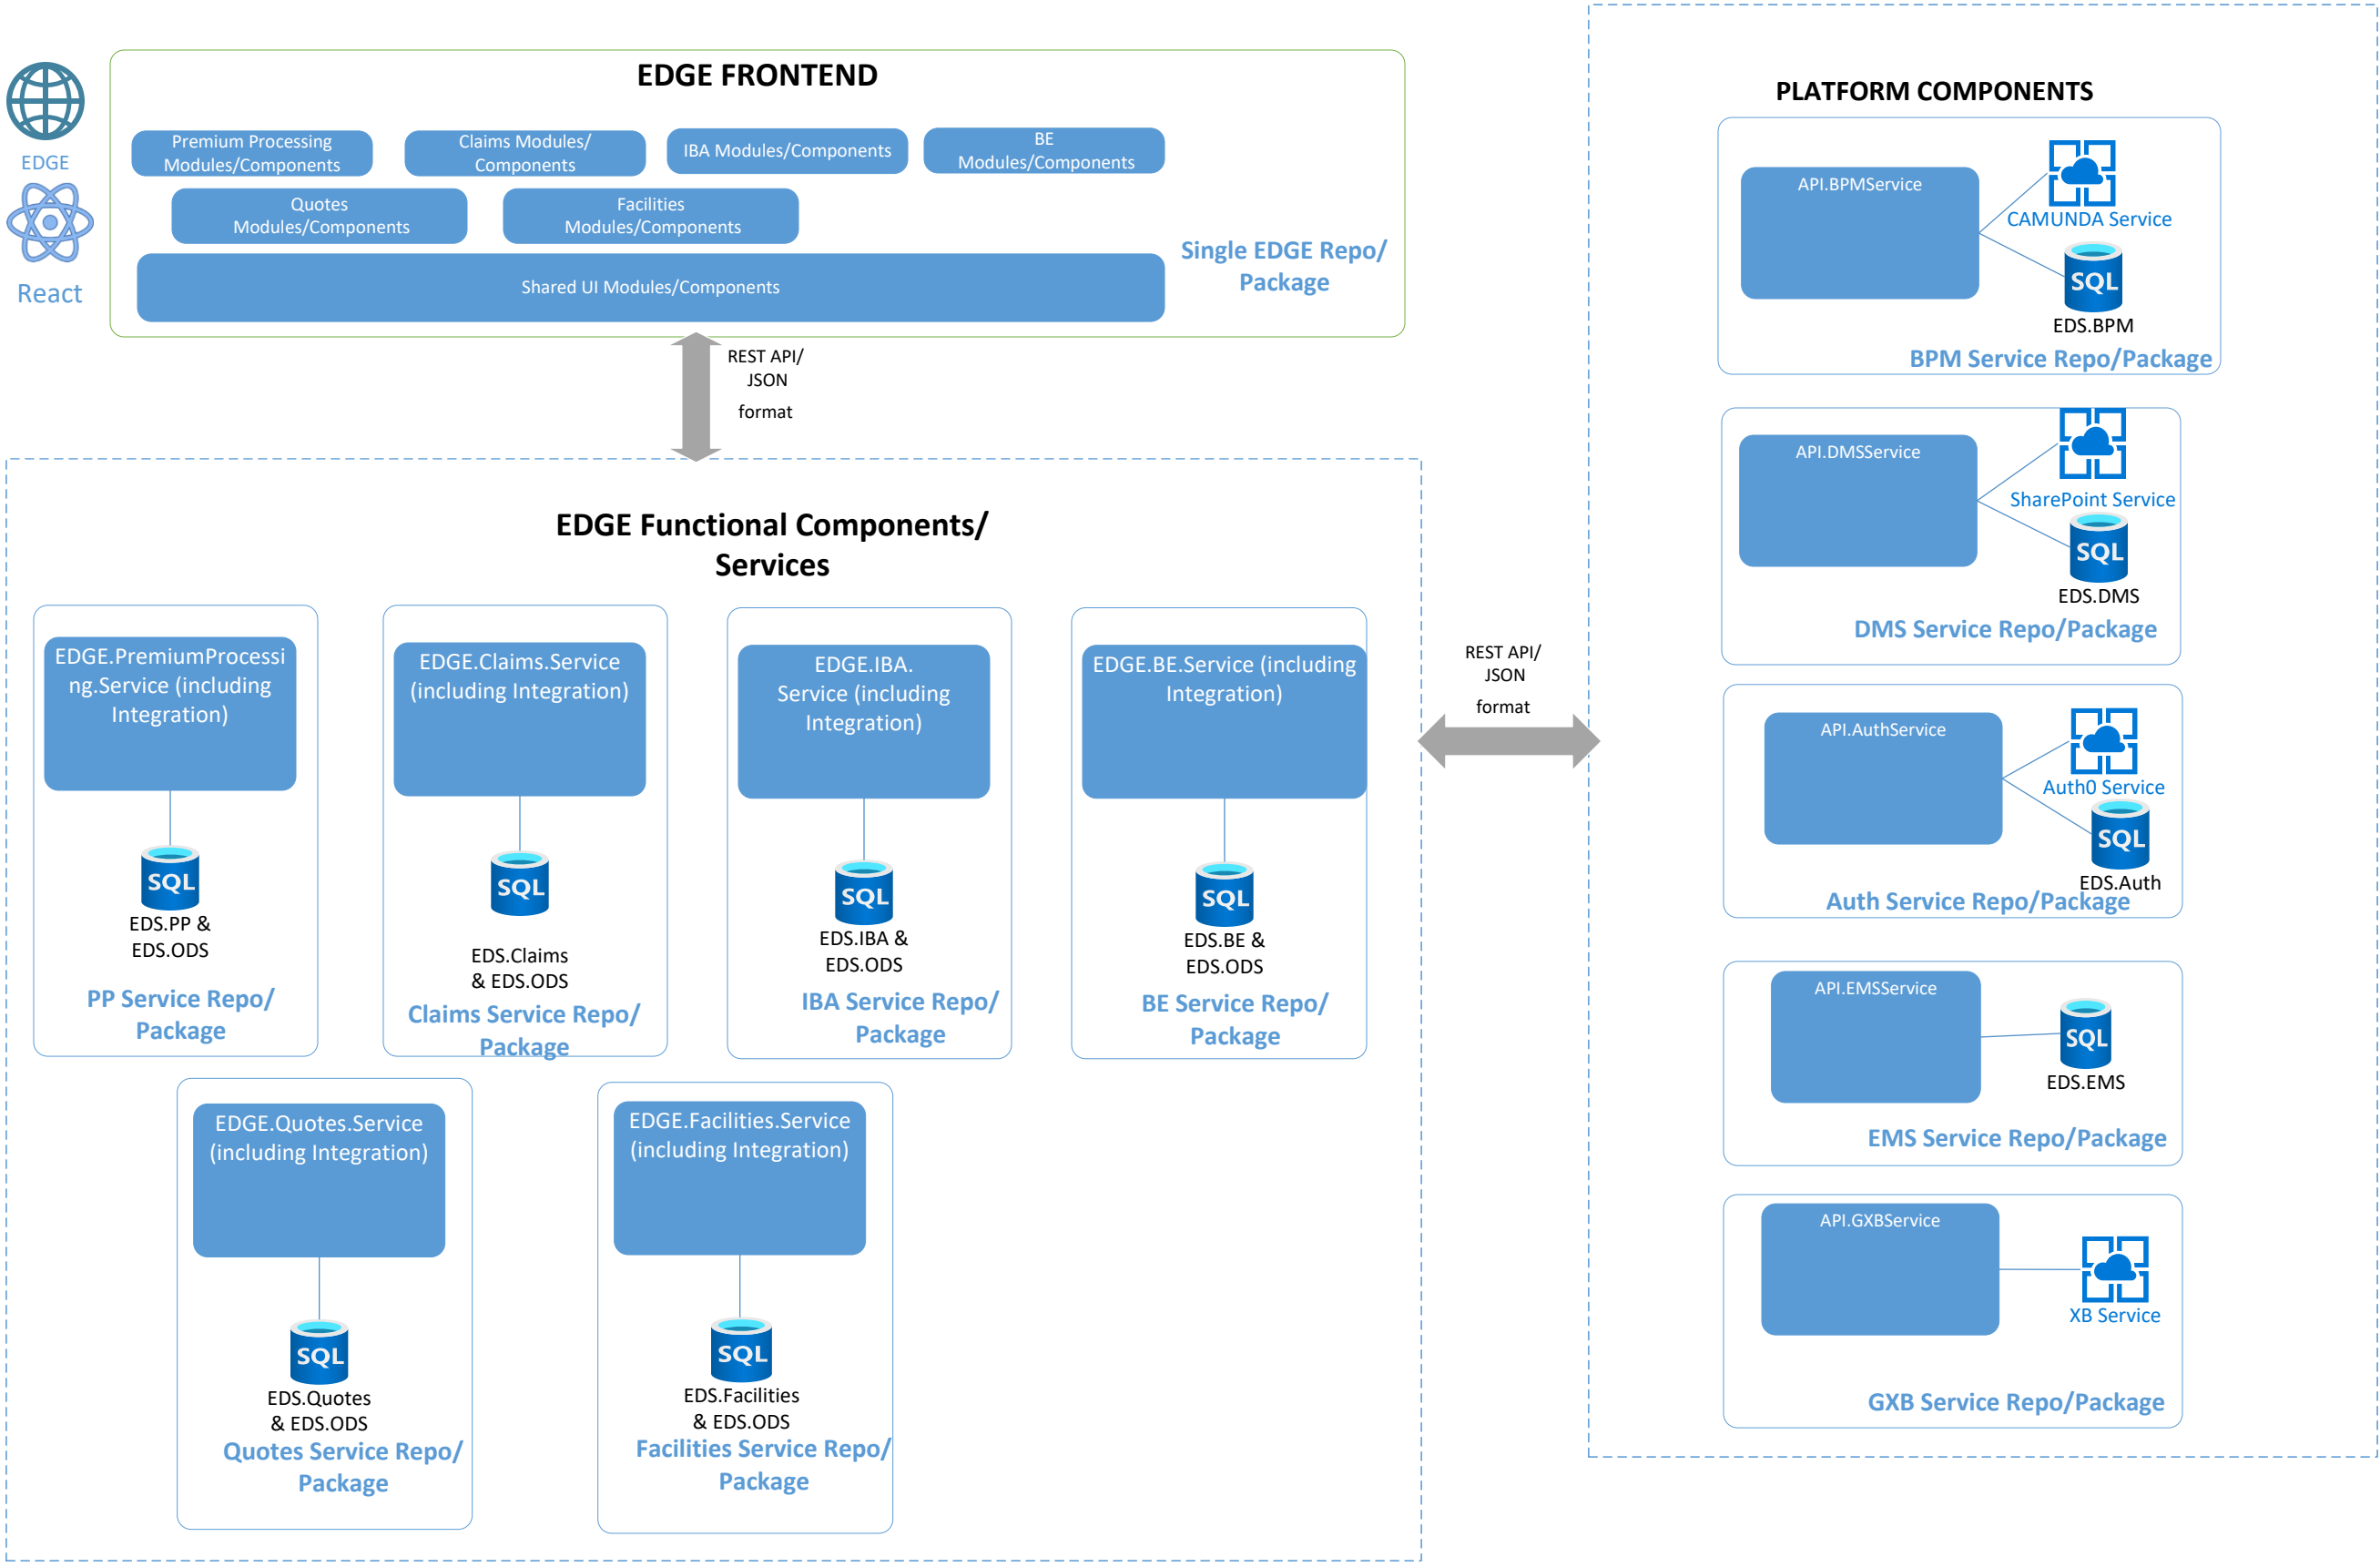 EDGE FRONTEND
EDGE
React
Premium Processing
Modules/Components
Claims Modules/
Components
IBA Modules/Components
BE
Modules/Components
Quotes
Modules/Components
Facilities
Modules/Components
Shared UI Modules/Components
Single EDGE Repo/
Package
REST API/
JSON
format
EDGE Functional Components/
Services
EDGE.PremiumProcessi
ng.Service (including
Integration)
SQL
EDS.PP &
EDS.ODS
PP Service Repo/
Package
EDGE.Claims.Service
(including Integration)
SQL
EDS.Claims
& EDS.ODS
Claims Service Repo/
Package
EDGE.IBA.
Service (including
Integration)
SQL
EDS.IBA &
EDS.ODS
IBA Service Repo/
Package
EDGE.BE.Service (including
Integration)
SQL
EDS.BE &
EDS.ODS
BE Service Repo/
Package
EDGE.Quotes.Service
(including Integration)
SQL
EDS.Quotes
& EDS.ODS
Quotes Service Repo/
Package
EDGE.Facilities.Service
(including Integration)
SQL
EDS.Facilities
& EDS.ODS
Facilities Service Repo/
Package
REST API/
JSON
format
PLATFORM COMPONENTS
API.BPMService
CAMUNDA Service
SQL
EDS.BPM
BPM Service Repo/Package
API.DMSService
SharePoint Service
SQL
EDS.DMS
DMS Service Repo/Package
API.AuthService
Auth0 Service
SQL
EDS.Auth
Auth Service Repo/Package
API.EMSService
SQL
EDS.EMS
EMS Service Repo/Package
API.GXBService
XB Service
GXB Service Repo/Package